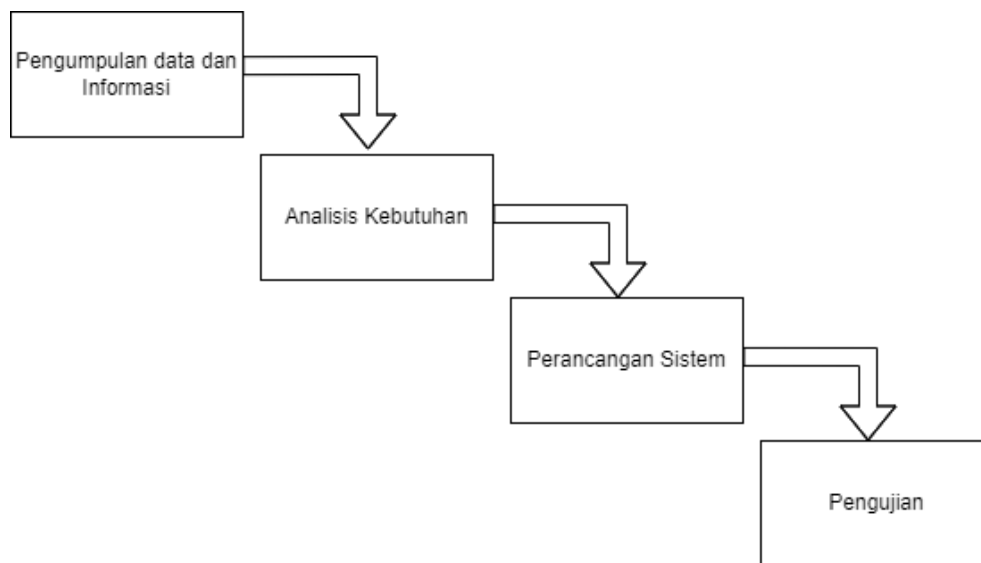 Pengumpulan data dan
Informasi
Analisis Kebutuhan
Perancangan Sistem
Pengujian